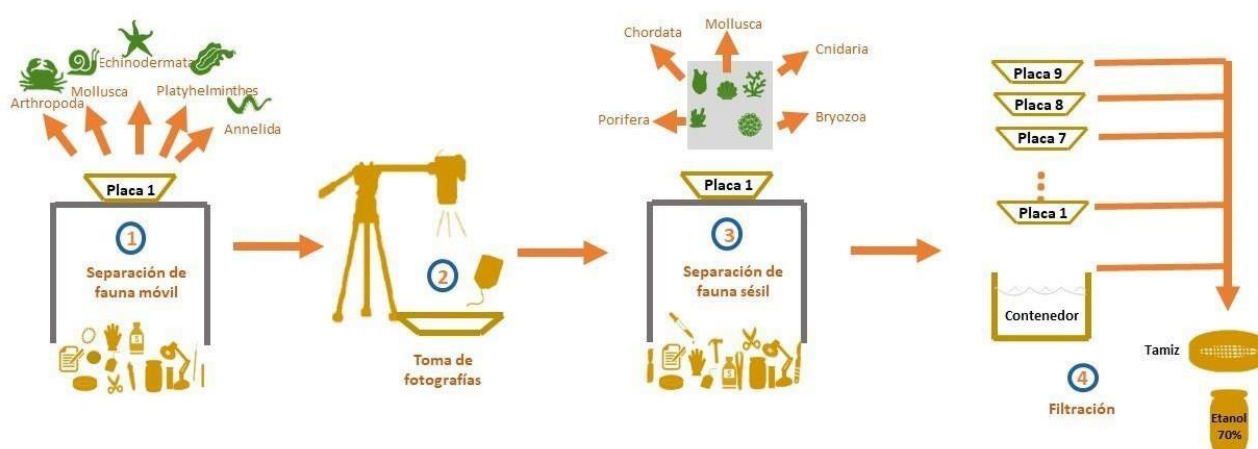 Echinodermata
Mollusca
Platyhelminthes
Arthropoda
Annelida
Placa 1
1
Separación de
fauna móvil
2
Toma de
fotografías
Mollusca
Chordata
Cnidaria
Porifera
Bryozoa
Placa 1
3
Separación de
fauna sésil
Placa 9
Placa 8
Placa 7
Placa 1
Contenedor
Tamiz
4
Filtración
Etanol
70%